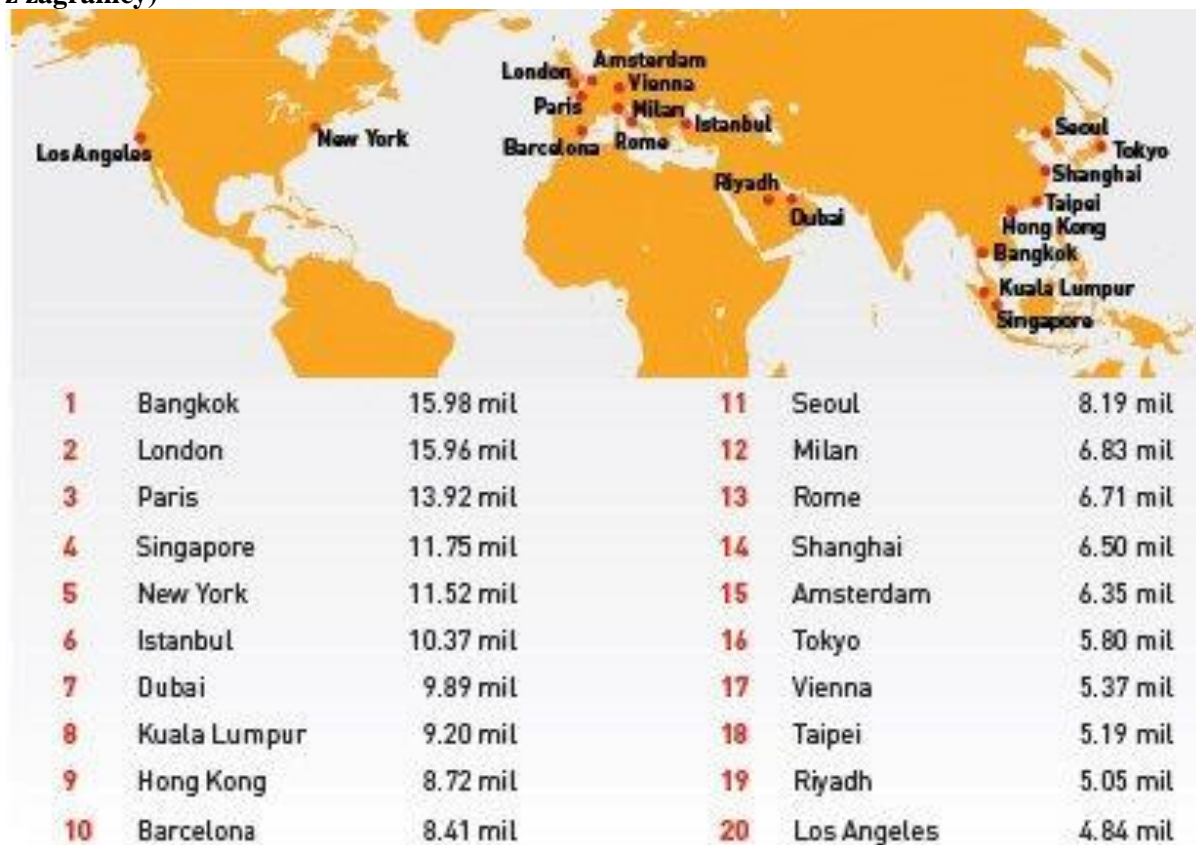 z zagranicy)
London
Amsterdam
Vienna
Paris
Milan
Istanbul
Barcelona
Rome
Los Angeles
New York
Riyadh
Dubai
Seoul
Tokyo
Shanghai
Taipei
Hong Kong
Bangkok
Kuala Lumpur
Singapore
1 Bangkok 15.98 mil
2 London 15.96 mil
3 Paris 13.92 mil
4 Singapore 11.75 mil
5 New York 11.52 mil
6 Istanbul 10.37 mil
7 Dubai 9.89 mil
8 Kuala Lumpur 9.20 mil
9 Hong Kong 8.72 mil
10 Barcelona 8.41 mil
11 Seoul 8.19 mil
12 Milan 6.83 mil
13 Rome 6.71 mil
14 Shanghai 6.50 mil
15 Amsterdam 6.35 mil
16 Tokyo 5.80 mil
17 Vienna 5.37 mil
18 Taipei 5.19 mil
19 Riyadh 5.05 mil
20 Los Angeles 4.84 mil